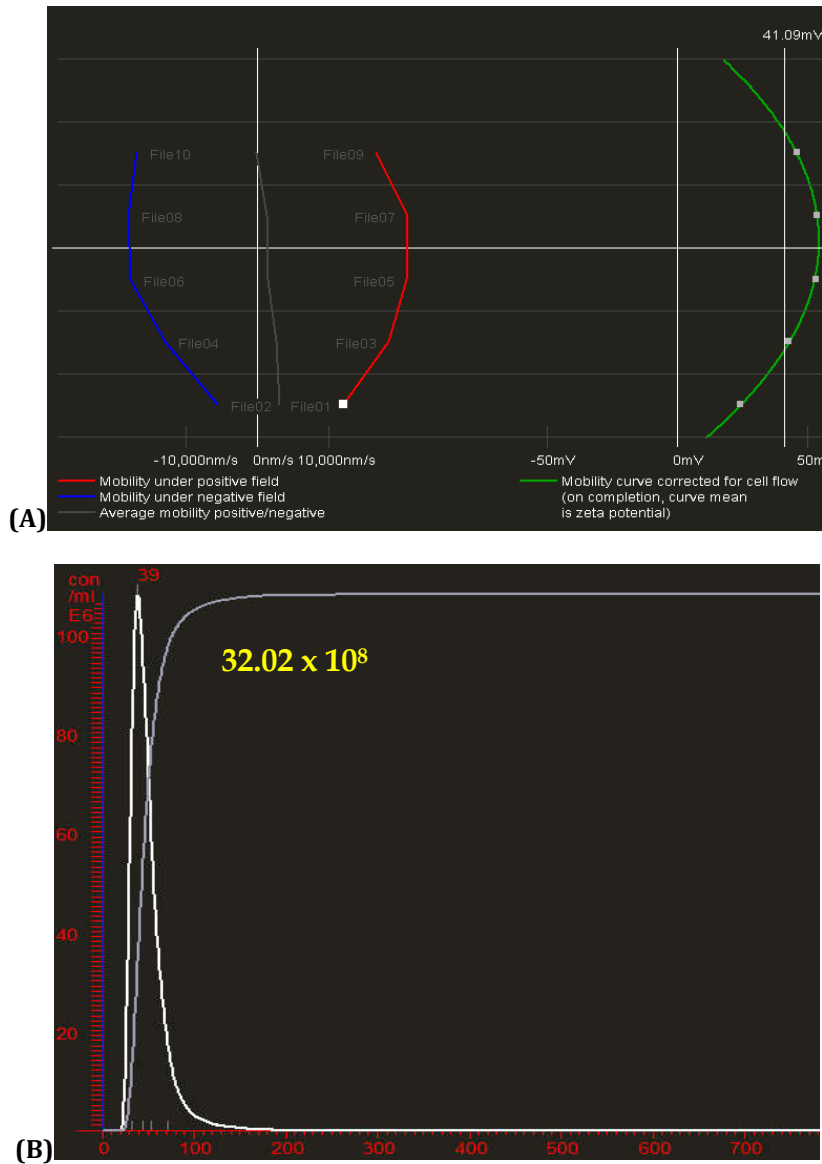 41.09mV
File10
File09
File08
File07
File06
File05
File04
File03
File02
File01
-10,000nm/s
0nm/s
10,000nm/s
-50mV
0mV
50m
Mobility under positive field
Mobility under negative field
Average mobility positive/negative
Mobility curve corrected for cell flow
(on completion, curve mean
is zeta potential)
(A)
con
/ml
E6
39
100
80
60
40
20
32.02 x 10⁸
0
100
200
300
400
500
600
700
(B)